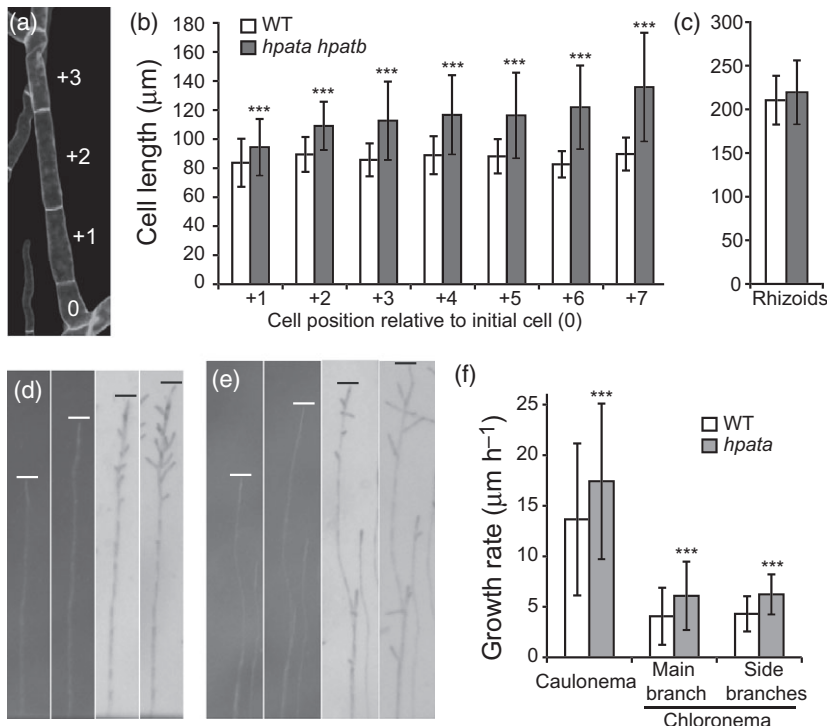 (a)
+3
+2
+1
0
(b)
WT
hpata hpatb
Cell length (µm)
180
160
140
120
100
80
60
40
20
0
***
***
***
***
***
***
***
+1 +2 +3 +4 +5 +6 +7
Cell position relative to initial cell (0)
(c)
300
250
200
150
100
50
0
Rhizoids
(d)
(e)
(f)
WT
hpata
Growth rate (µm h–1)
25
20
15
10
5
0
***
***
***
Caulonema
Main
branch
Side
branches
Chloronema